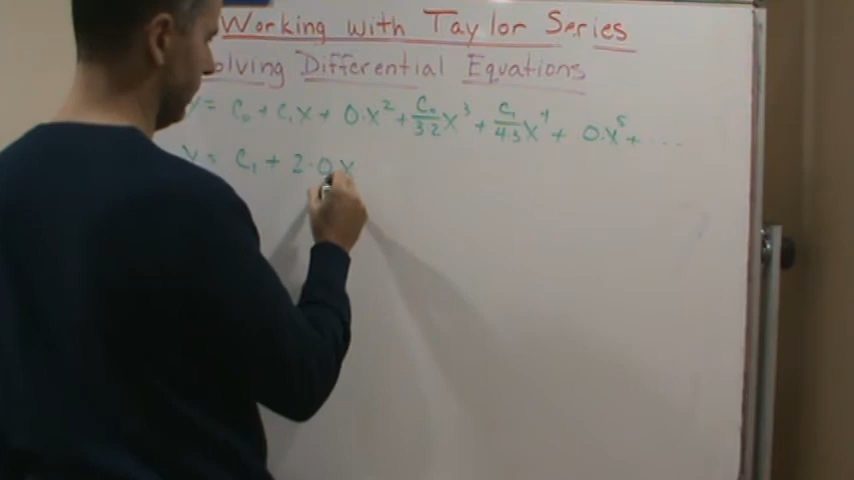 Working with Taylor Series
olving Differential Equations
y = C₀ + C₁x + 0·x² + C₀/3·2 x³ + C₁/4·3 x⁴ + 0·x⁵ + ...
y = C₁ + 2·0x